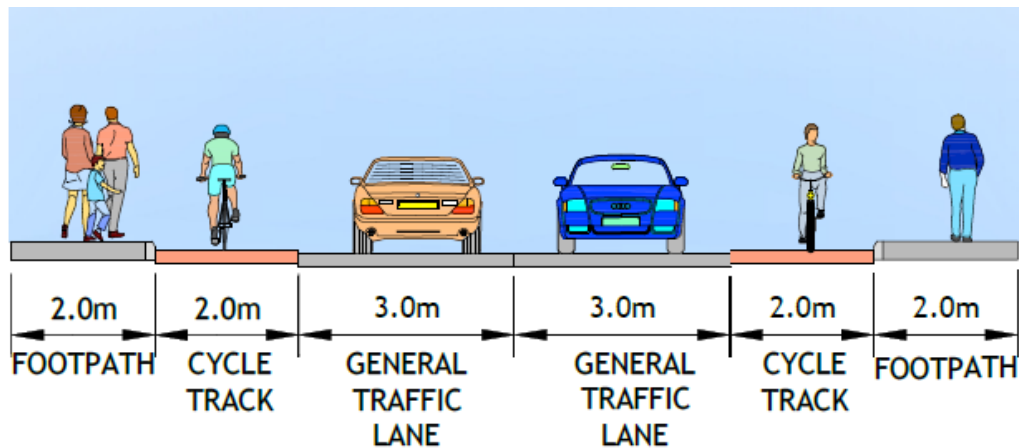 2.0m 2.0m 3.0m 3.0m 2.0m 2.0m
FOOTPATH CYCLE GENERAL GENERAL CYCLE FOOTPATH
TRACK TRAFFIC TRAFFIC TRACK
LANE LANE